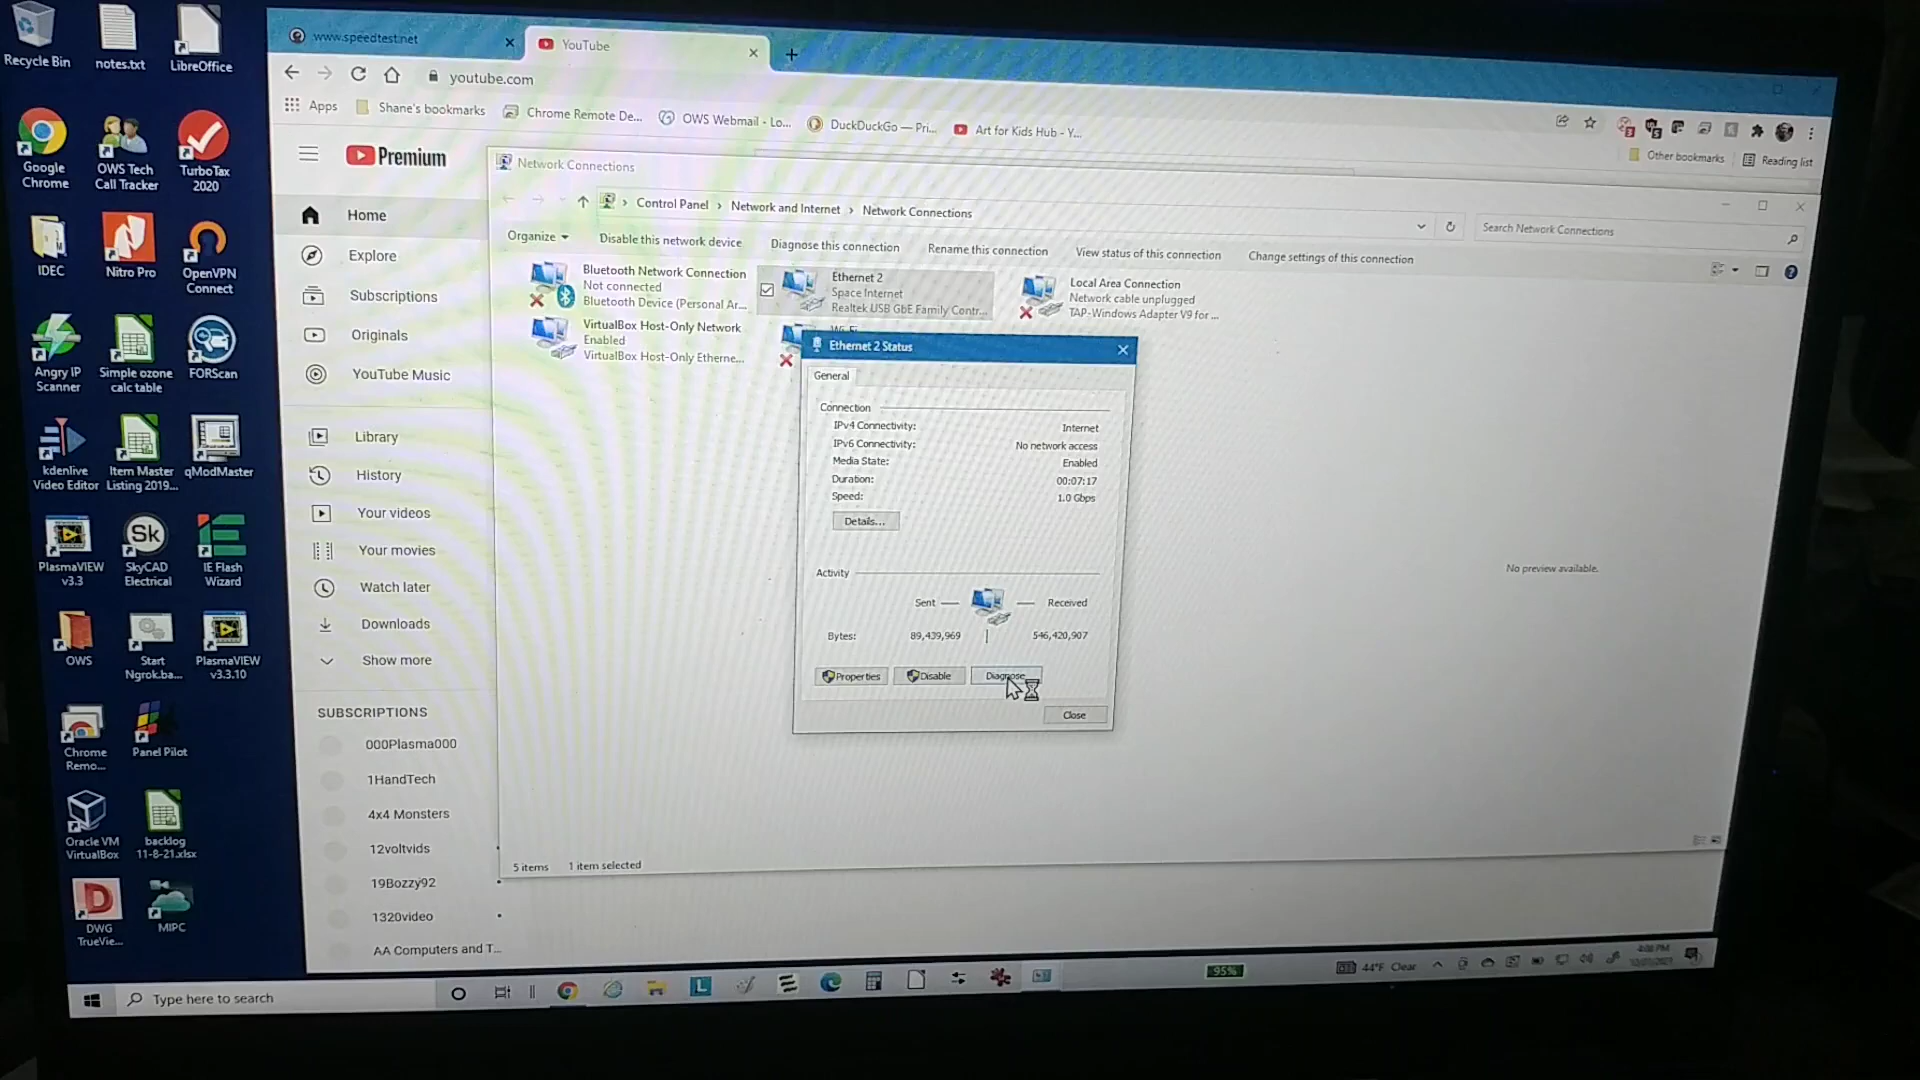 Recycle Bin
notes.txt
LibreOffice
Google
Chrome
OWS Tech
Call Tracker
TurboTax
2020
IDEC
Nitro Pro
OpenVPN
Connect
Angry IP
Scanner
Simple ozone
calc table
FORScan
kdenlive
Video Editor
Item Master
Listing 2019...
qModMaster
PlasmaVIEW
v3.3
SkyCAD
Electrical
IE Flash
Wizard
OWS
Start
Ngrok.ba...
PlasmaVIEW
v3.3.10
Chrome
Remo...
Panel Pilot
Oracle VM
VirtualBox
backlog
11-8-21.xlsx
DWG
TrueVie...
MIPC
www.speedtest.net
YouTube
youtube.com
Apps
Shane's bookmarks
Chrome Remote De...
OWS Webmail - Lo...
DuckDuckGo — Pri...
Art for Kids Hub - Y...
Other bookmarks
Reading list
Premium
Home
Explore
Subscriptions
Originals
YouTube Music
Library
History
Your videos
Your movies
Watch later
Downloads
Show more
SUBSCRIPTIONS
000Plasma000
1HandTech
4x4 Monsters
12voltvids
19Bozzy92
1320video
AA Computers and T...
Network Connections
Control Panel › Network and Internet › Network Connections
Search Network Connections
Organize
Disable this network device
Diagnose this connection
Rename this connection
View status of this connection
Change settings of this connection
Bluetooth Network Connection
Not connected
Bluetooth Device (Personal Ar...
Ethernet 2
Space Internet
Realtek USB GbE Family Contr...
Local Area Connection
Network cable unplugged
TAP-Windows Adapter V9 for ...
VirtualBox Host-Only Network
Enabled
VirtualBox Host-Only Etherne...
Wi-Fi
Ethernet 2 Status
General
Connection
IPv4 Connectivity: Internet
IPv6 Connectivity: No network access
Media State: Enabled
Duration: 00:07:17
Speed: 1.0 Gbps
Details...
Activity
Sent
Received
Bytes: 89,439,969 546,420,907
Properties
Disable
Diagnose
Close
No preview available.
5 items
1 item selected
Type here to search
95%
44°F Clear